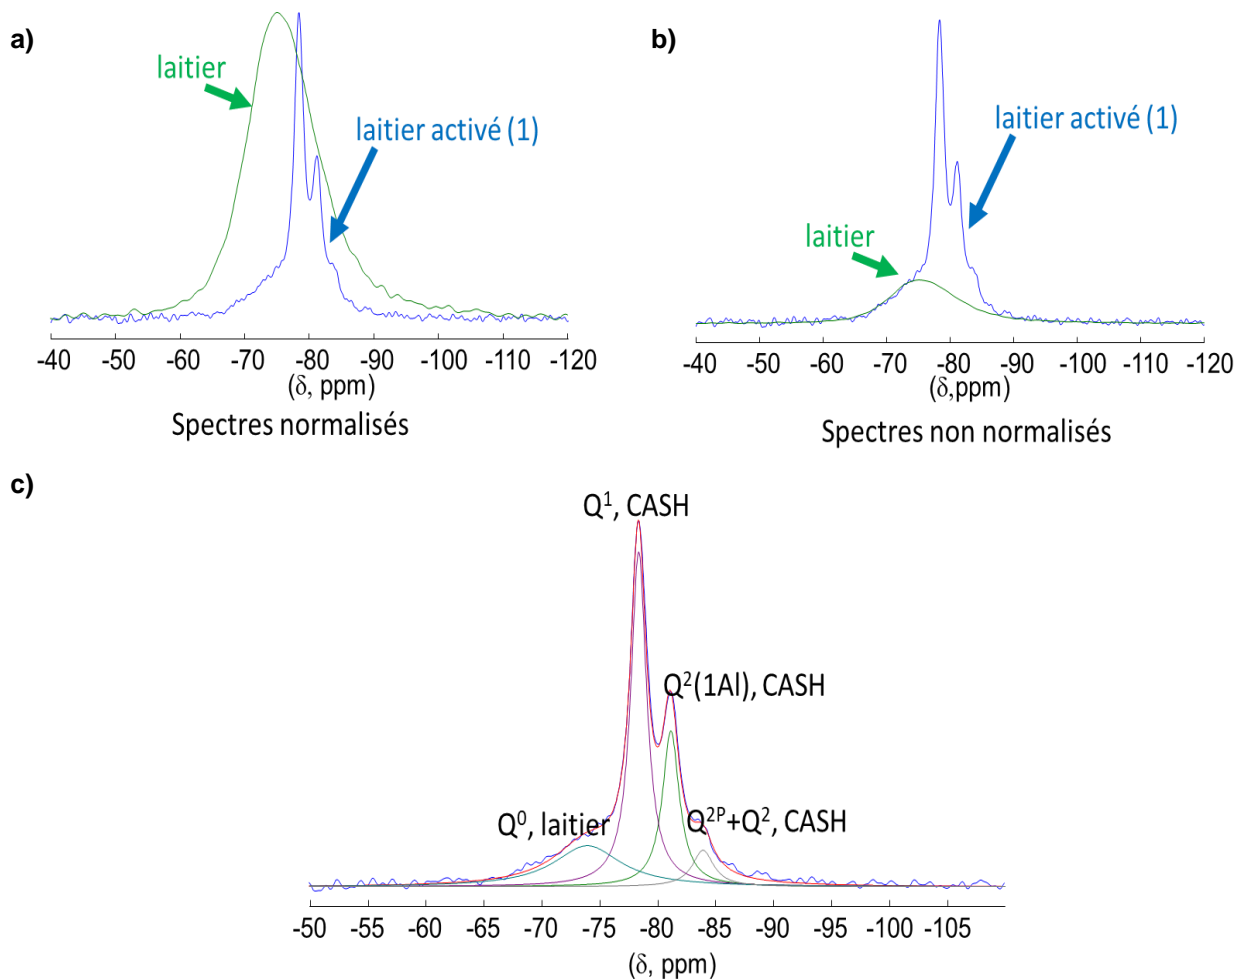 a)
laitier
laitier activé (1)
-40 -50 -60 -70 -80 -90 -100 -110 -120
(δ, ppm)
Spectres normalisés
b)
laitier activé (1)
laitier
-40 -50 -60 -70 -80 -90 -100 -110 -120
(δ,ppm)
Spectres non normalisés
c)
Q¹, CASH
Q²(1Al), CASH
Q⁰, laitier
Q²ᴾ+Q², CASH
-50 -55 -60 -65 -70 -75 -80 -85 -90 -95 -100 -105
(δ, ppm)